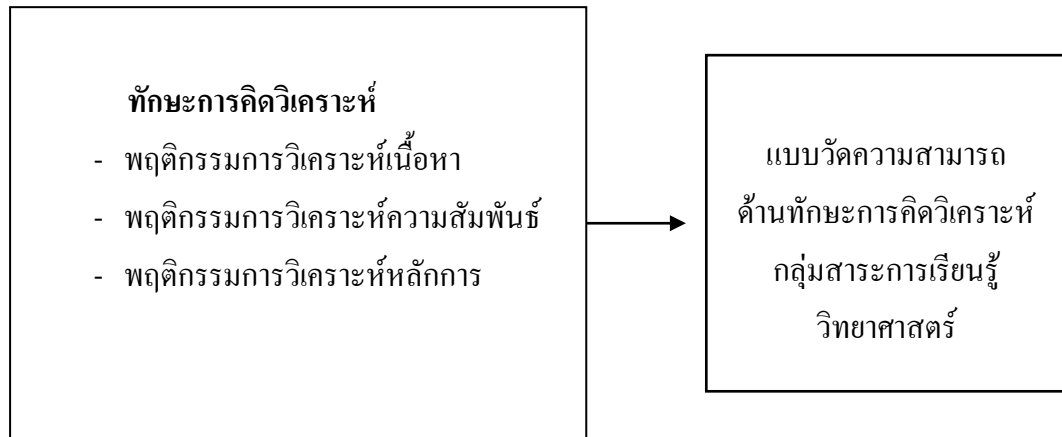 ทักษะการคิดวิเคราะห์
- พฤติกรรมการวิเคราะห์เนื้อหา
- พฤติกรรมการวิเคราะห์ความสัมพันธ์
- พฤติกรรมการวิเคราะห์หลักการ
แบบวัดความสามารถ
ด้านทักษะการคิดวิเคราะห์
กลุ่มสาระการเรียนรู้
วิทยาศาสตร์